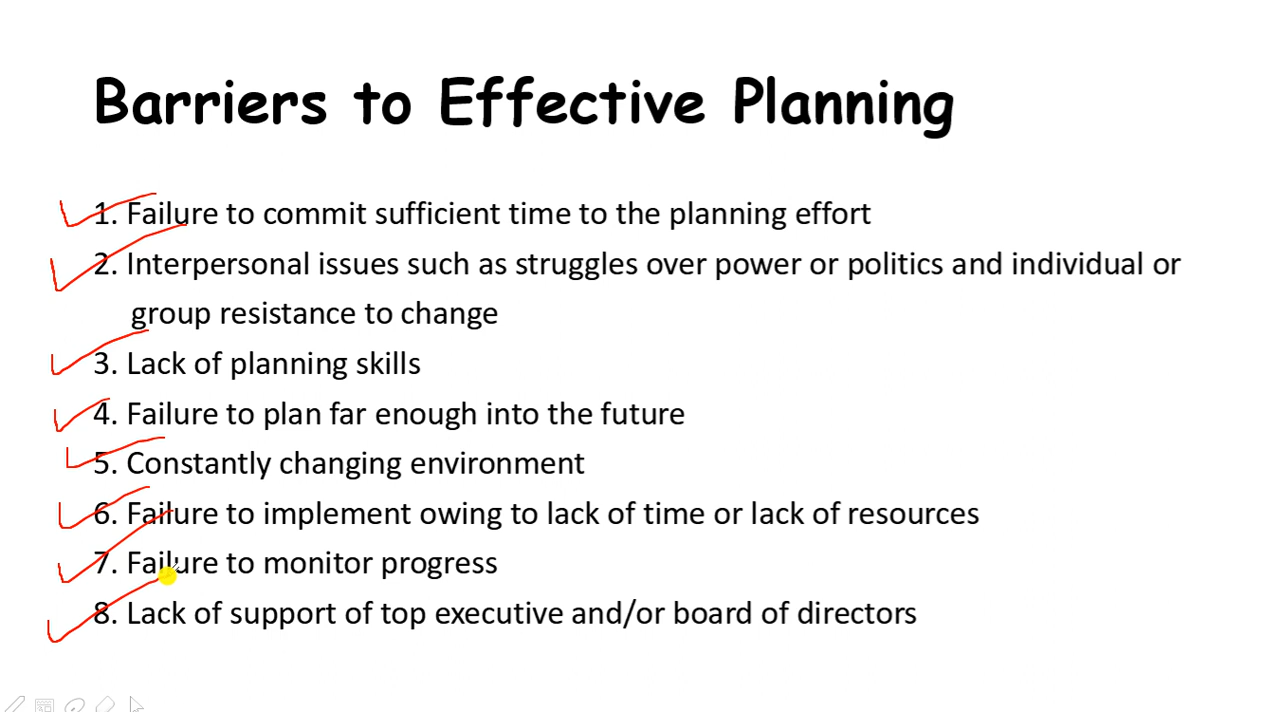 Barriers to Effective Planning
1. Failure to commit sufficient time to the planning effort
2. Interpersonal issues such as struggles over power or politics and individual or
group resistance to change
3. Lack of planning skills
4. Failure to plan far enough into the future
5. Constantly changing environment
6. Failure to implement owing to lack of time or lack of resources
7. Failure to monitor progress
8. Lack of support of top executive and/or board of directors